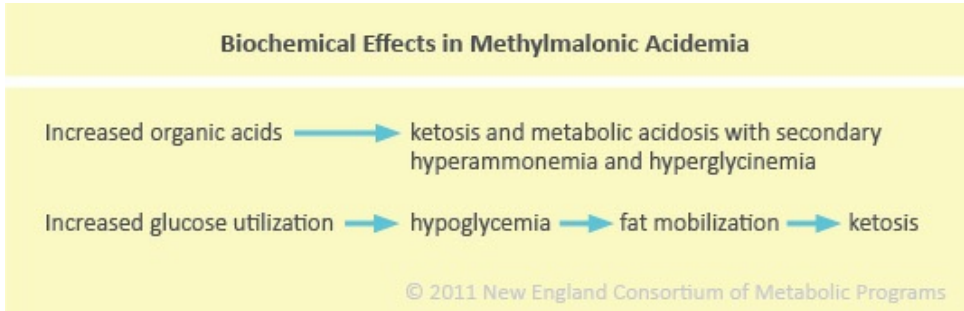 Biochemical Effects in Methylmalonic Acidemia
Increased organic acids ketosis and metabolic acidosis with secondary
hyperammonemia and hyperglycinemia
Increased glucose utilization hypoglycemia fat mobilization ketosis
© 2011 New England Consortium of Metabolic Programs